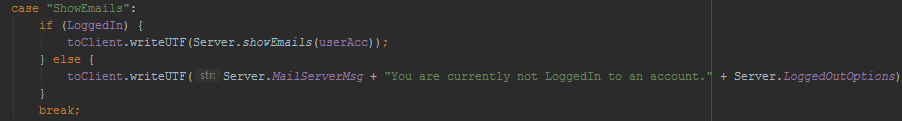 case "ShowEmails":
if (LoggedIn) {
toClient.writeUTF(Server.showEmails(userAcc));
} else {
toClient.writeUTF( str: Server.MailServerMsg + "You are currently not LoggedIn to an account." + Server.LoggedOutOptions)
}
break;